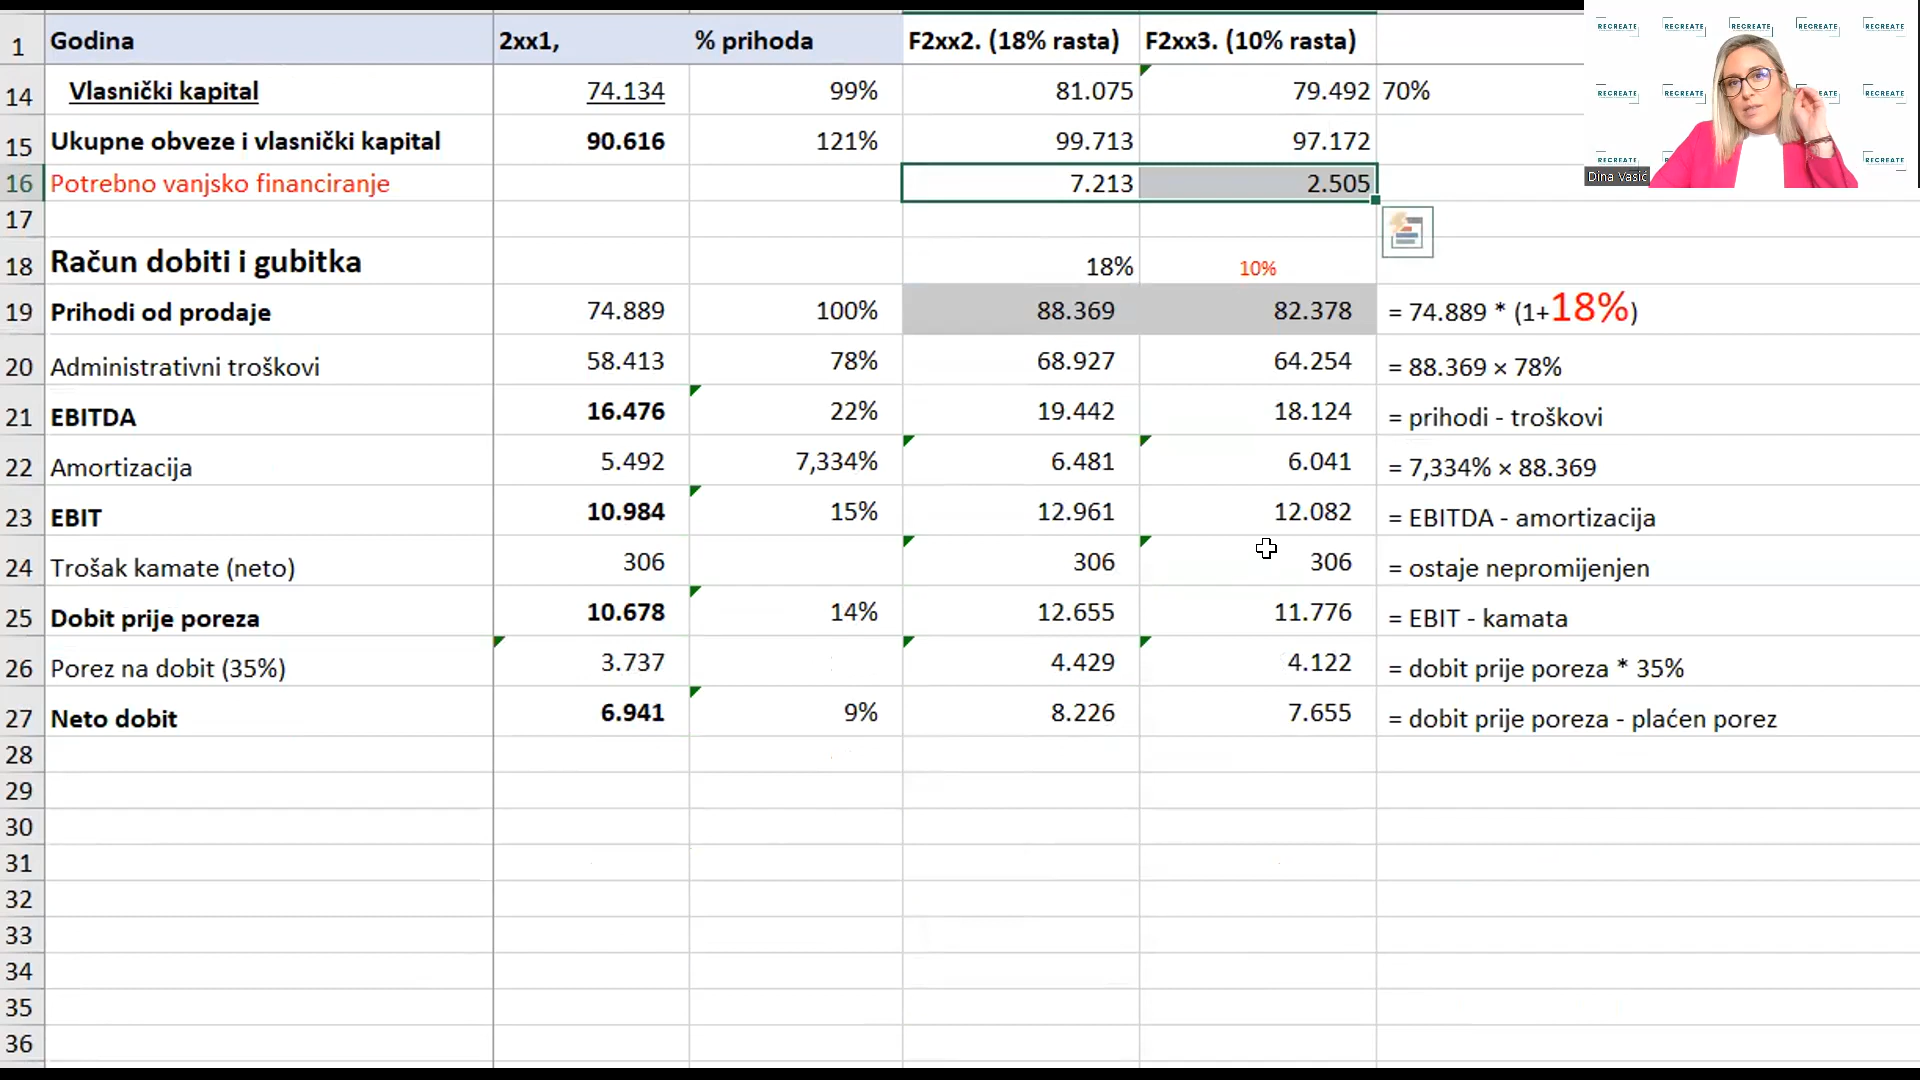 1 Godina 2xx1, % prihoda F2xx2. (18% rasta) F2xx3. (10% rasta)
14 Vlasnički kapital 74.134 99% 81.075 79.492 70%
15 Ukupne obveze i vlasnički kapital 90.616 121% 99.713 97.172
16 Potrebno vanjsko financiranje 7.213 2.505
17
18 Račun dobiti i gubitka 18% 10%
19 Prihodi od prodaje 74.889 100% 88.369 82.378 = 74.889 * (1+18%)
20 Administrativni troškovi 58.413 78% 68.927 64.254 = 88.369 × 78%
21 EBITDA 16.476 22% 19.442 18.124 = prihodi - troškovi
22 Amortizacija 5.492 7,334% 6.481 6.041 = 7,334% × 88.369
23 EBIT 10.984 15% 12.961 12.082 = EBITDA - amortizacija
24 Trošak kamate (neto) 306 306 306 = ostaje nepromijenjen
25 Dobit prije poreza 10.678 14% 12.655 11.776 = EBIT - kamata
26 Porez na dobit (35%) 3.737 4.429 4.122 = dobit prije poreza * 35%
27 Neto dobit 6.941 9% 8.226 7.655 = dobit prije poreza - plaćen porez
28
29
30
31
32
33
34
35
36
RECREATE RECREATE RECREATE RECREATE RECREATE
RECREATE RECREATE RECREATE
RECREATE RECREATE
Dina Vasić